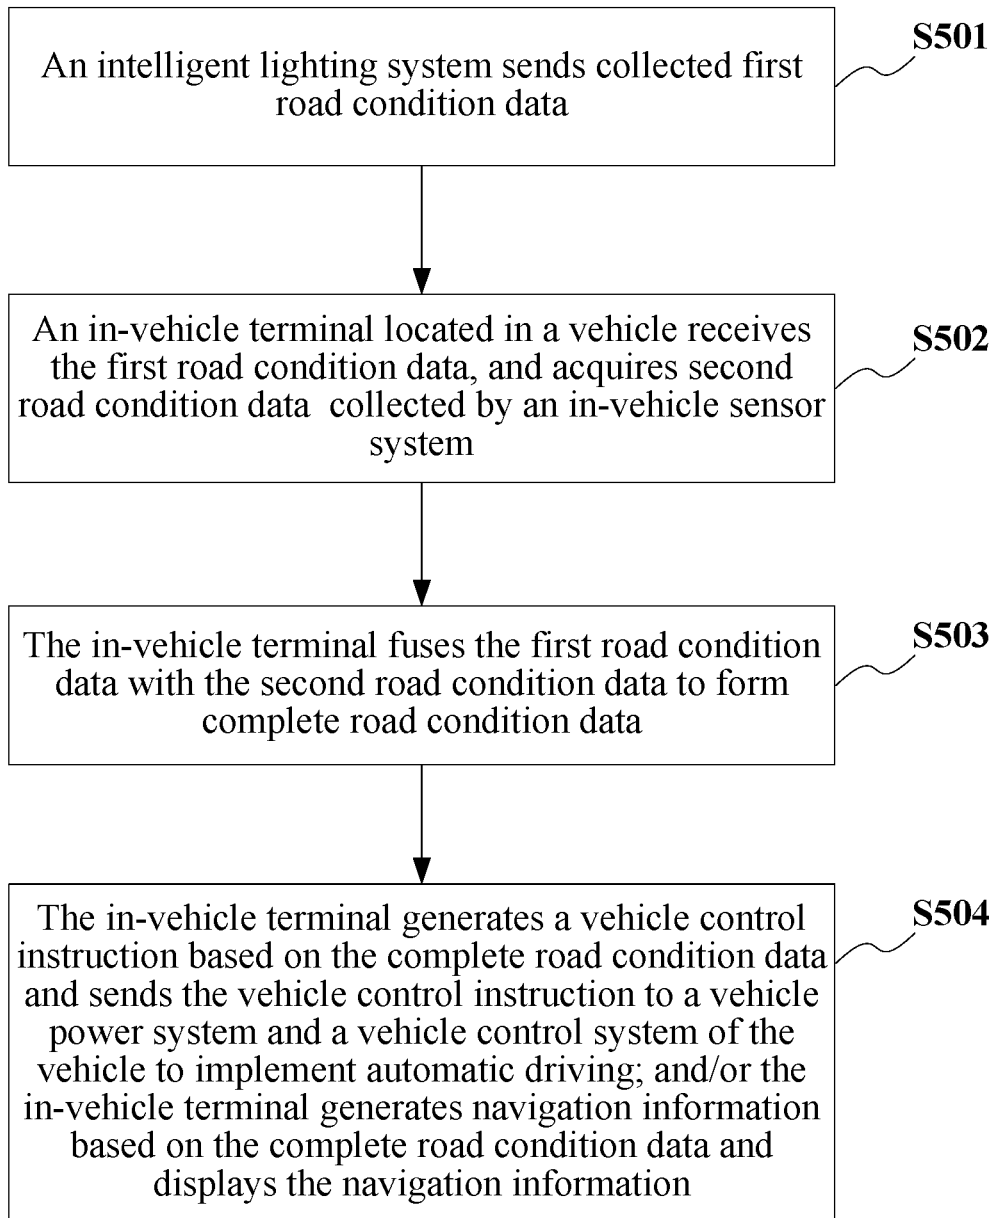 An intelligent lighting system sends collected first
road condition data
S501
An in-vehicle terminal located in a vehicle receives
the first road condition data, and acquires second
road condition data  collected by an in-vehicle sensor
system
S502
The in-vehicle terminal fuses the first road condition
data with the second road condition data to form
complete road condition data
S503
The in-vehicle terminal generates a vehicle control
instruction based on the complete road condition data
and sends the vehicle control instruction to a vehicle
power system and a vehicle control system of the
vehicle to implement automatic driving; and/or the
in-vehicle terminal generates navigation information
based on the complete road condition data and
displays the navigation information
S504